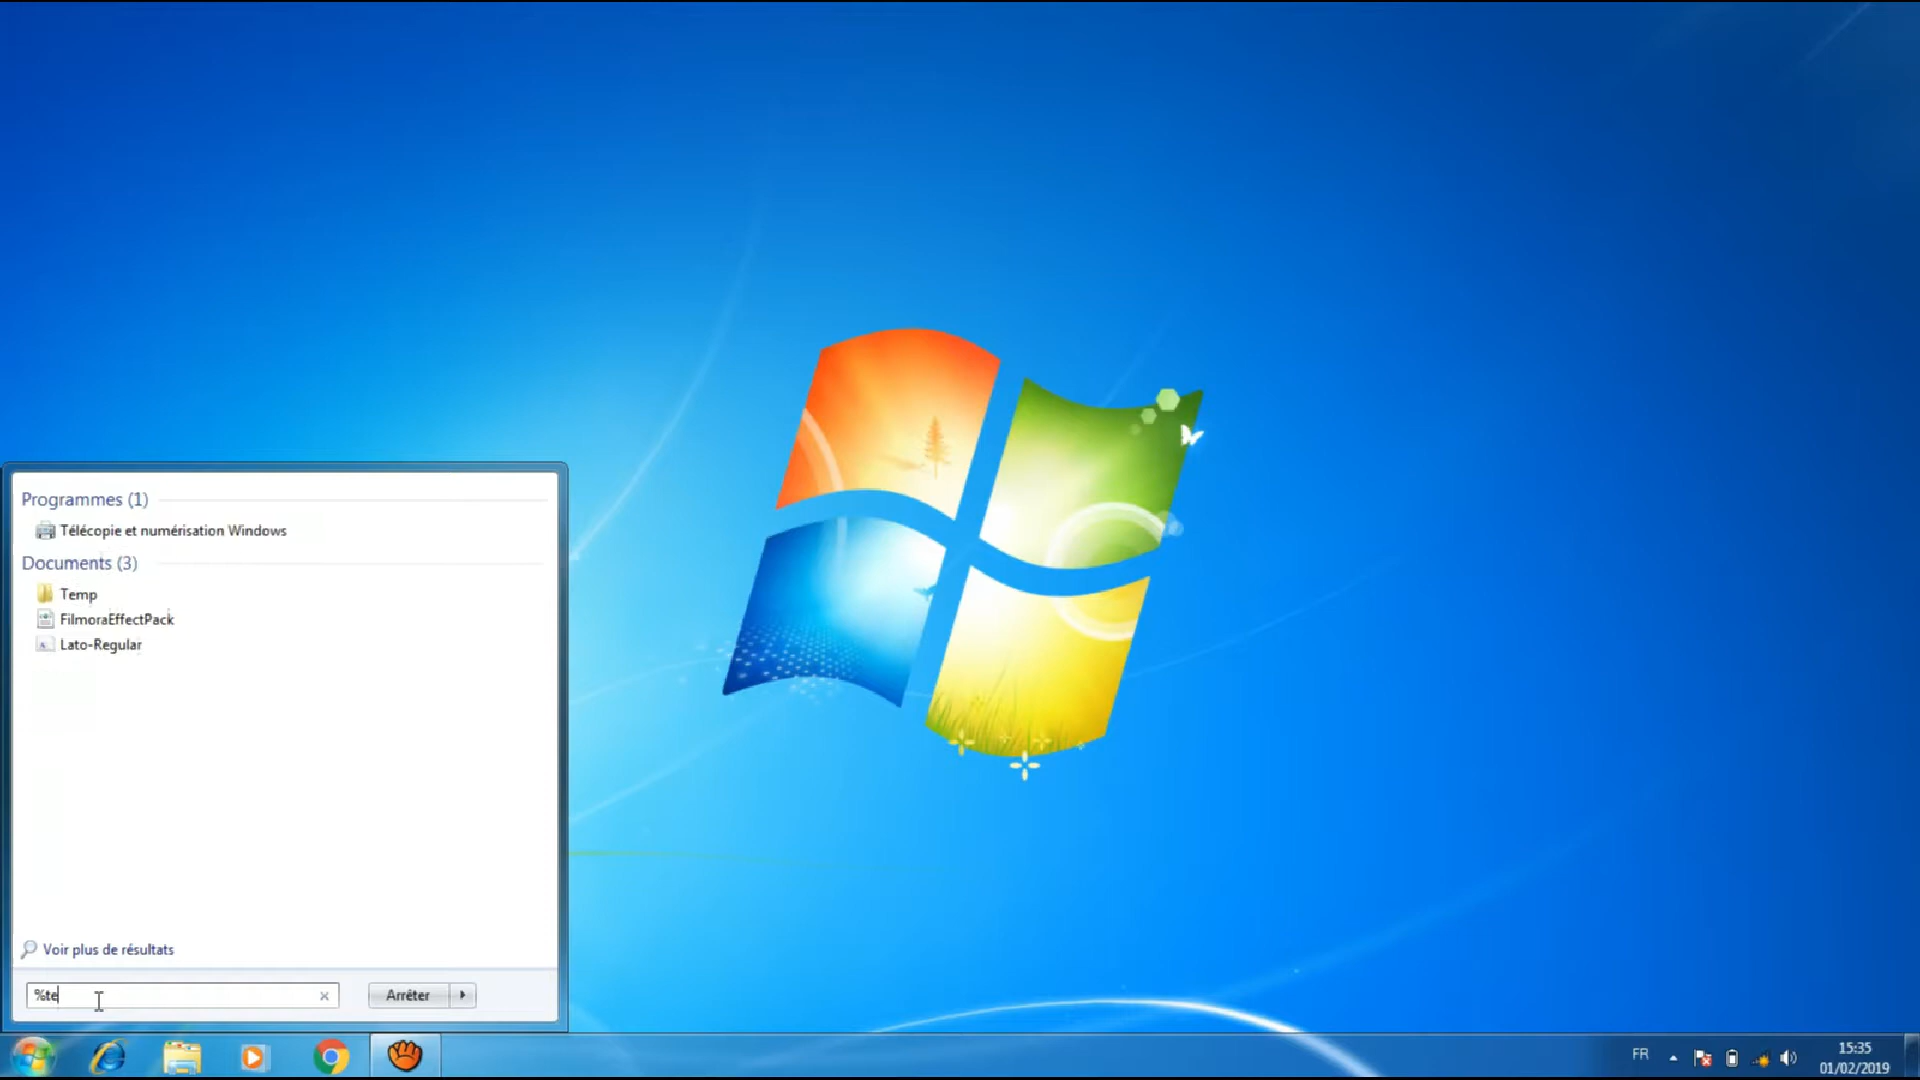 Programmes (1)
Télécopie et numérisation Windows
Documents (3)
Temp
FilmoraEffectPack
Lato-Regular
Voir plus de résultats
%te
Arrêter
FR
15:35
01/02/2019